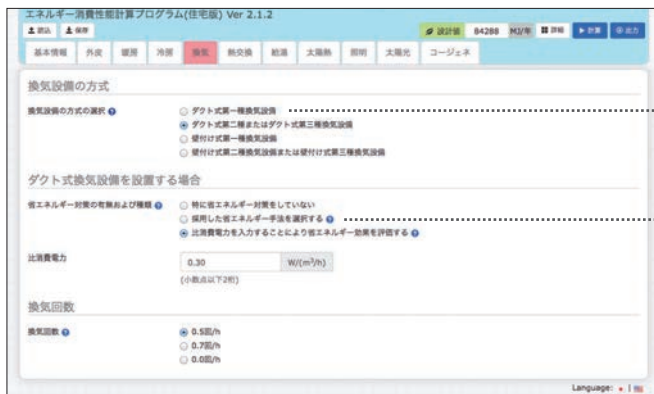 エネルギー消費性能計算プログラム(住宅版) Ver 2.1.2
読込 保存 設計値 84288 MJ/年 詳細 計算 出力
基本情報 外皮 暖房 冷房 換気 熱交換 給湯 太陽熱 照明 太陽光 コージェネ
換気設備の方式
換気設備の方式の選択 ダクト式第一種換気設備
ダクト式第二種またはダクト式第三種換気設備
壁付け式第一種換気設備
壁付け式第二種換気設備または壁付け式第三種換気設備
ダクト式換気設備を設置する場合
省エネルギー対策の有無および種類 特に省エネルギー対策をしていない
採用した省エネルギー手法を選択する
比消費電力を入力することにより省エネルギー効果を評価する
比消費電力 0.30 W/(m³/h)
(小数点以下2桁)
換気回数
換気回数 0.5回/h
0.7回/h
0.0回/h
Language: |